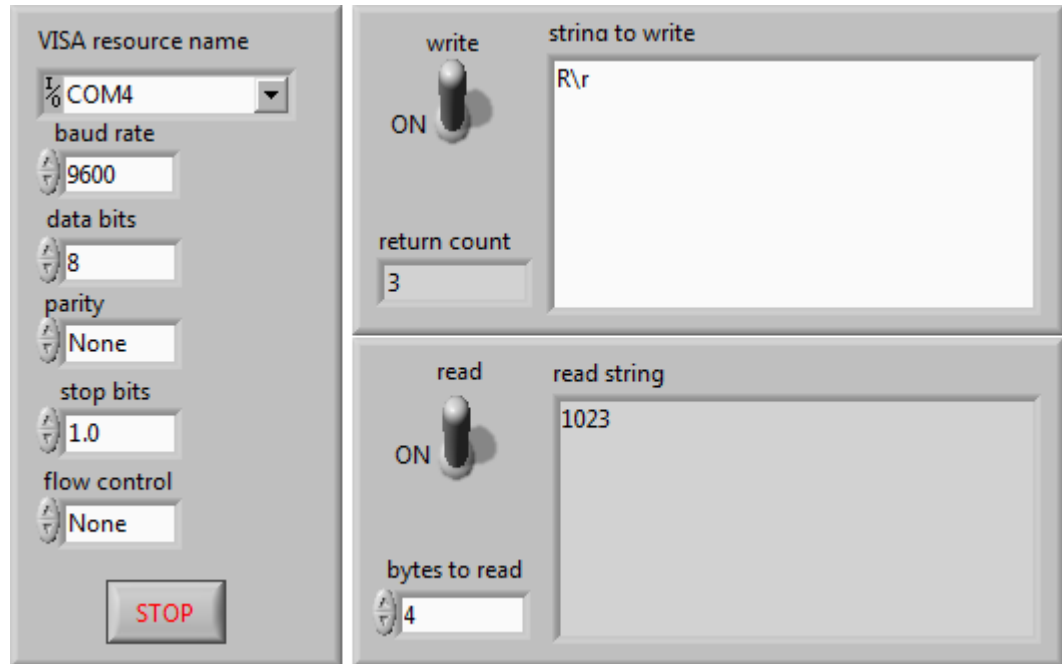 VISA resource name
I/O COM4
baud rate
9600
data bits
8
parity
None
stop bits
1.0
flow control
None
STOP
write
ON
return count
3
string to write
R\r
read
ON
bytes to read
4
read string
1023